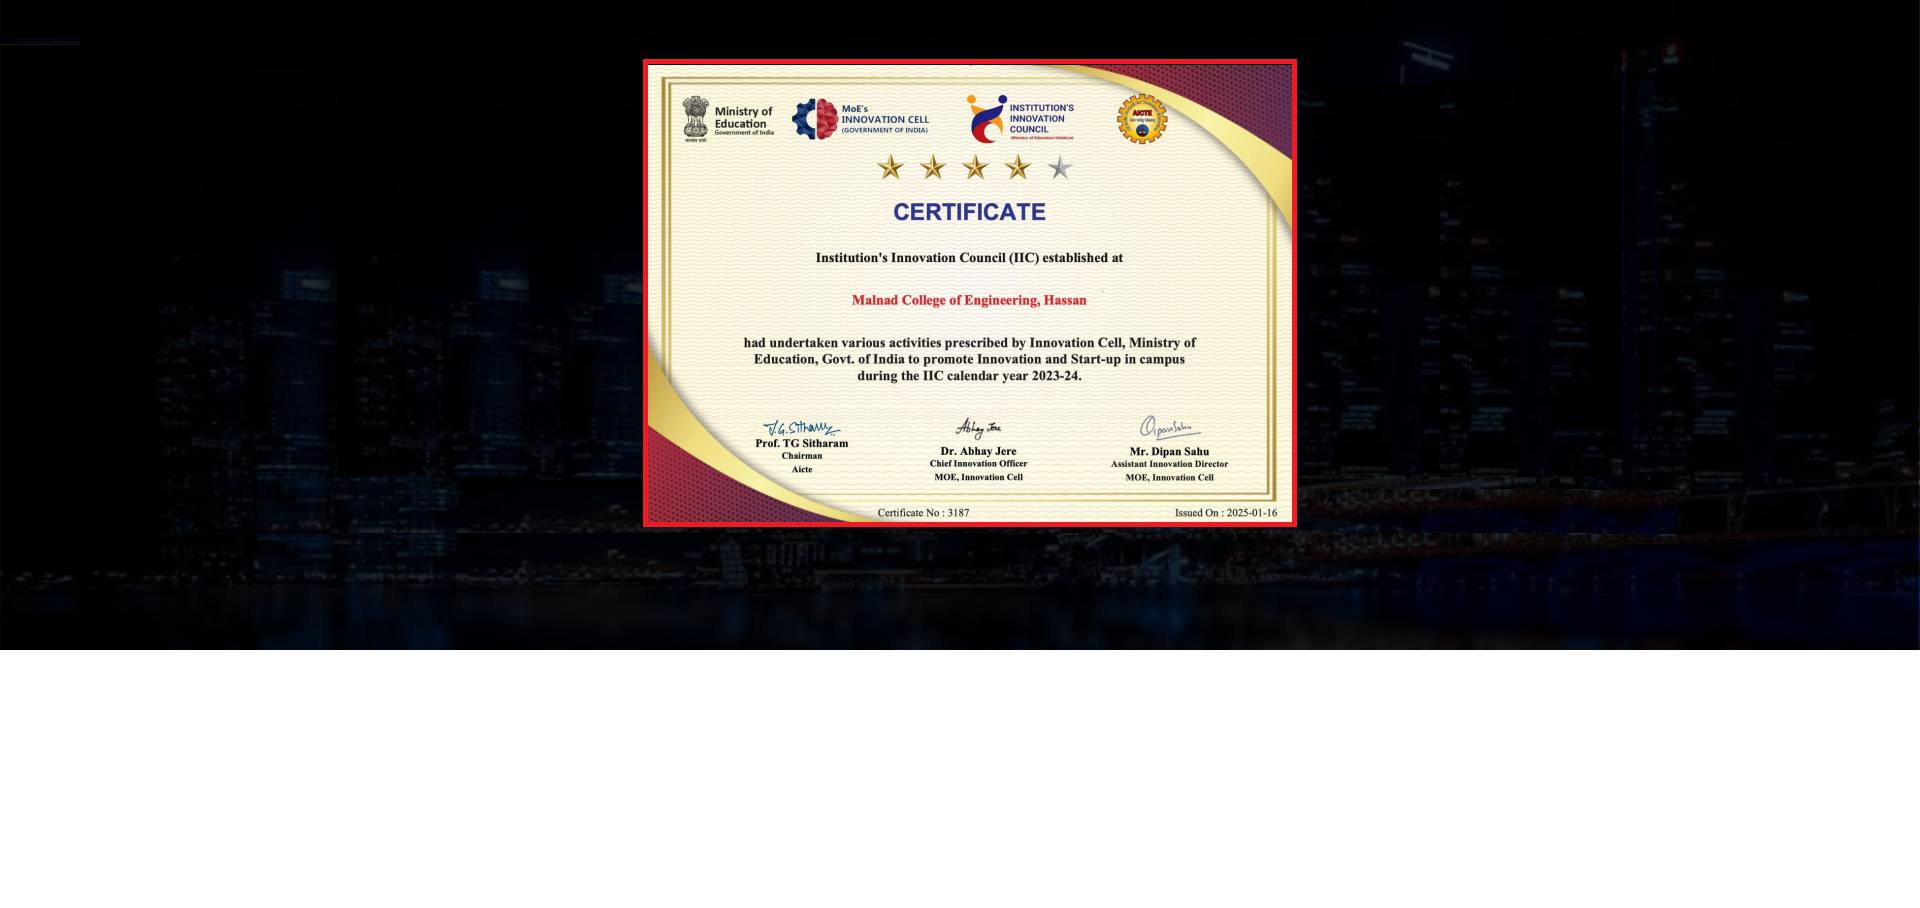 Ministry of
Education
Government of India
MoE's
INNOVATION CELL
(GOVERNMENT OF INDIA)
INSTITUTION'S
INNOVATION
COUNCIL
(Ministry of Education Initiative)
AICTE
CERTIFICATE
Institution's Innovation Council (IIC) established at
Malnad College of Engineering, Hassan
had undertaken various activities prescribed by Innovation Cell, Ministry of
Education, Govt. of India to promote Innovation and Start-up in campus
during the IIC calendar year 2023-24.
T.G.Sitharam
Prof. TG Sitharam
Chairman
Aicte
Abhay Jere
Dr. Abhay Jere
Chief Innovation Officer
MOE, Innovation Cell
DipanSahu
Mr. Dipan Sahu
Assistant Innovation Director
MOE, Innovation Cell
Certificate No : 3187
Issued On : 2025-01-16